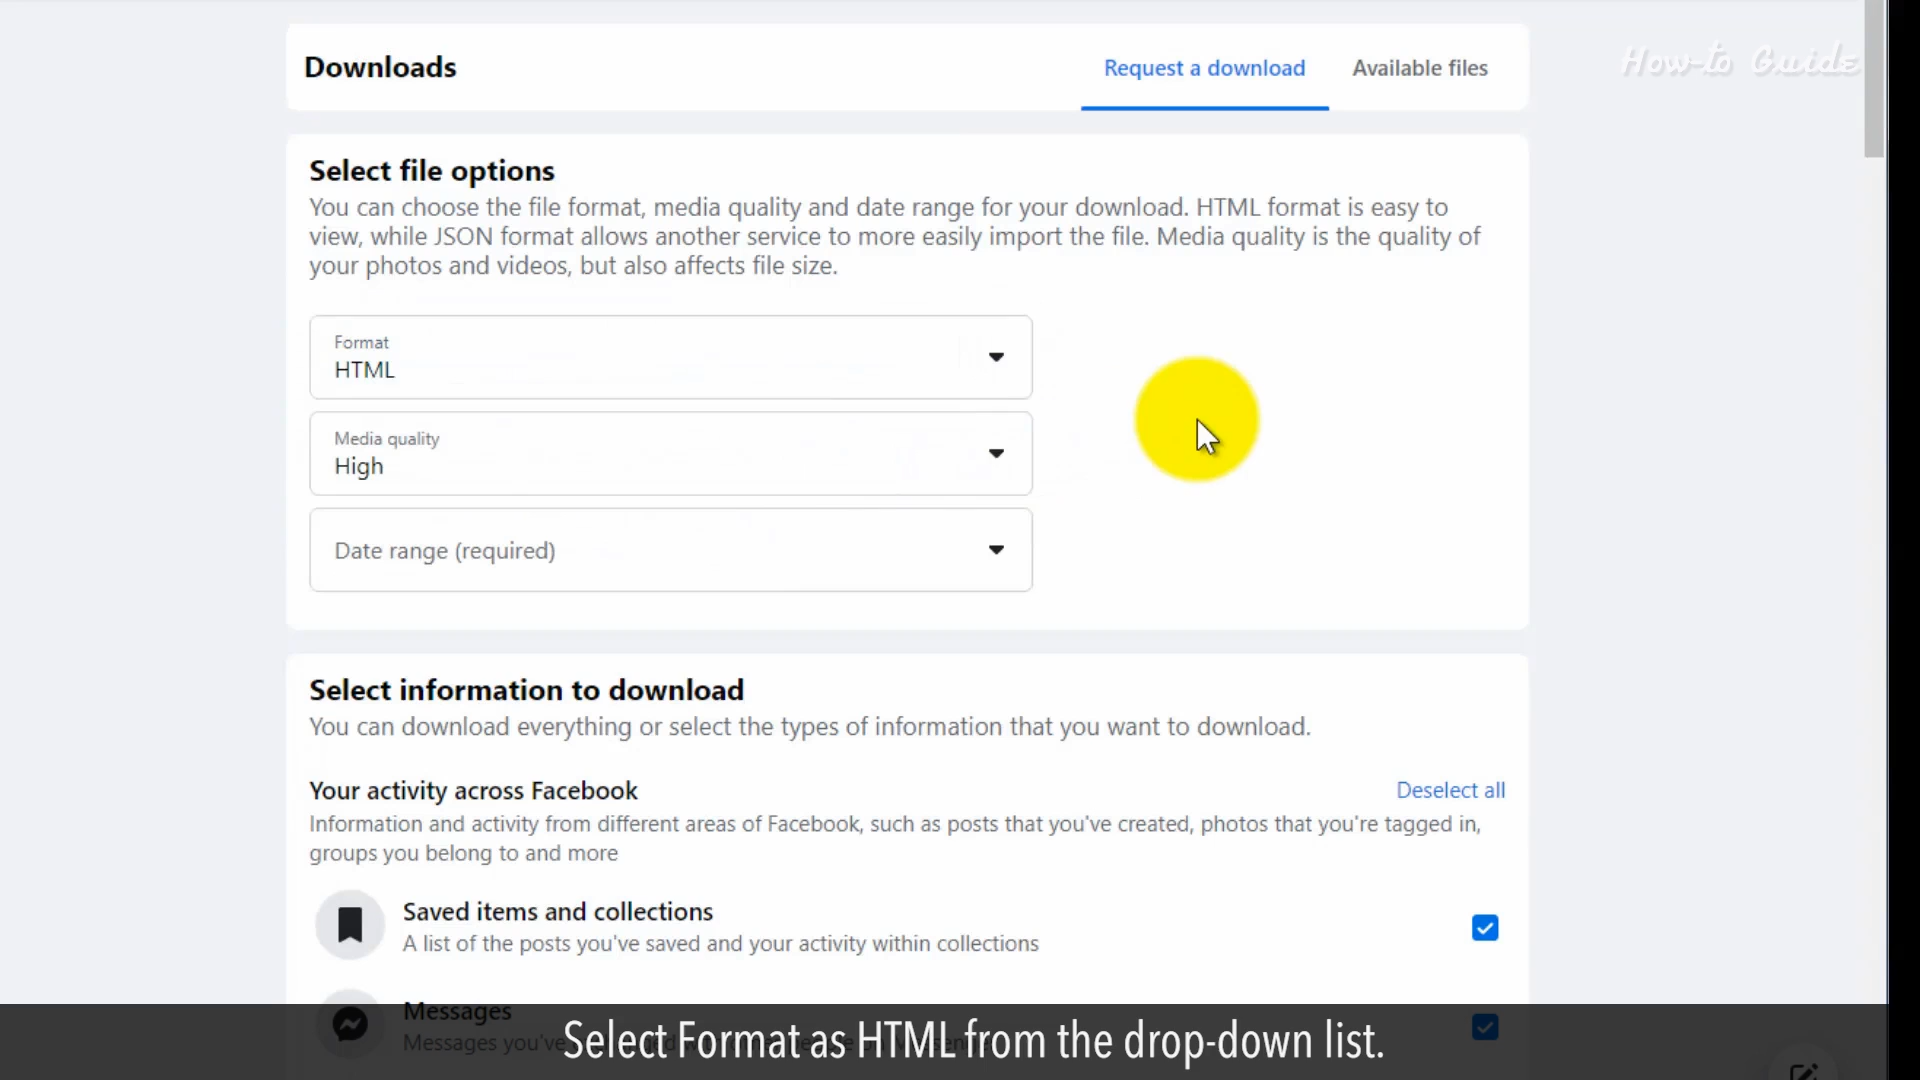 Downloads
Request a download
Available files
How-to Guide
Select file options
You can choose the file format, media quality and date range for your download. HTML format is easy to
view, while JSON format allows another service to more easily import the file. Media quality is the quality of
your photos and videos, but also affects file size.
Format
HTML
Media quality
High
Date range (required)
Select information to download
You can download everything or select the types of information that you want to download.
Your activity across Facebook
Deselect all
Information and activity from different areas of Facebook, such as posts that you've created, photos that you're tagged in,
groups you belong to and more
Saved items and collections
A list of the posts you've saved and your activity within collections
Messages
Messages you've
Select Format as HTML from the drop-down list.